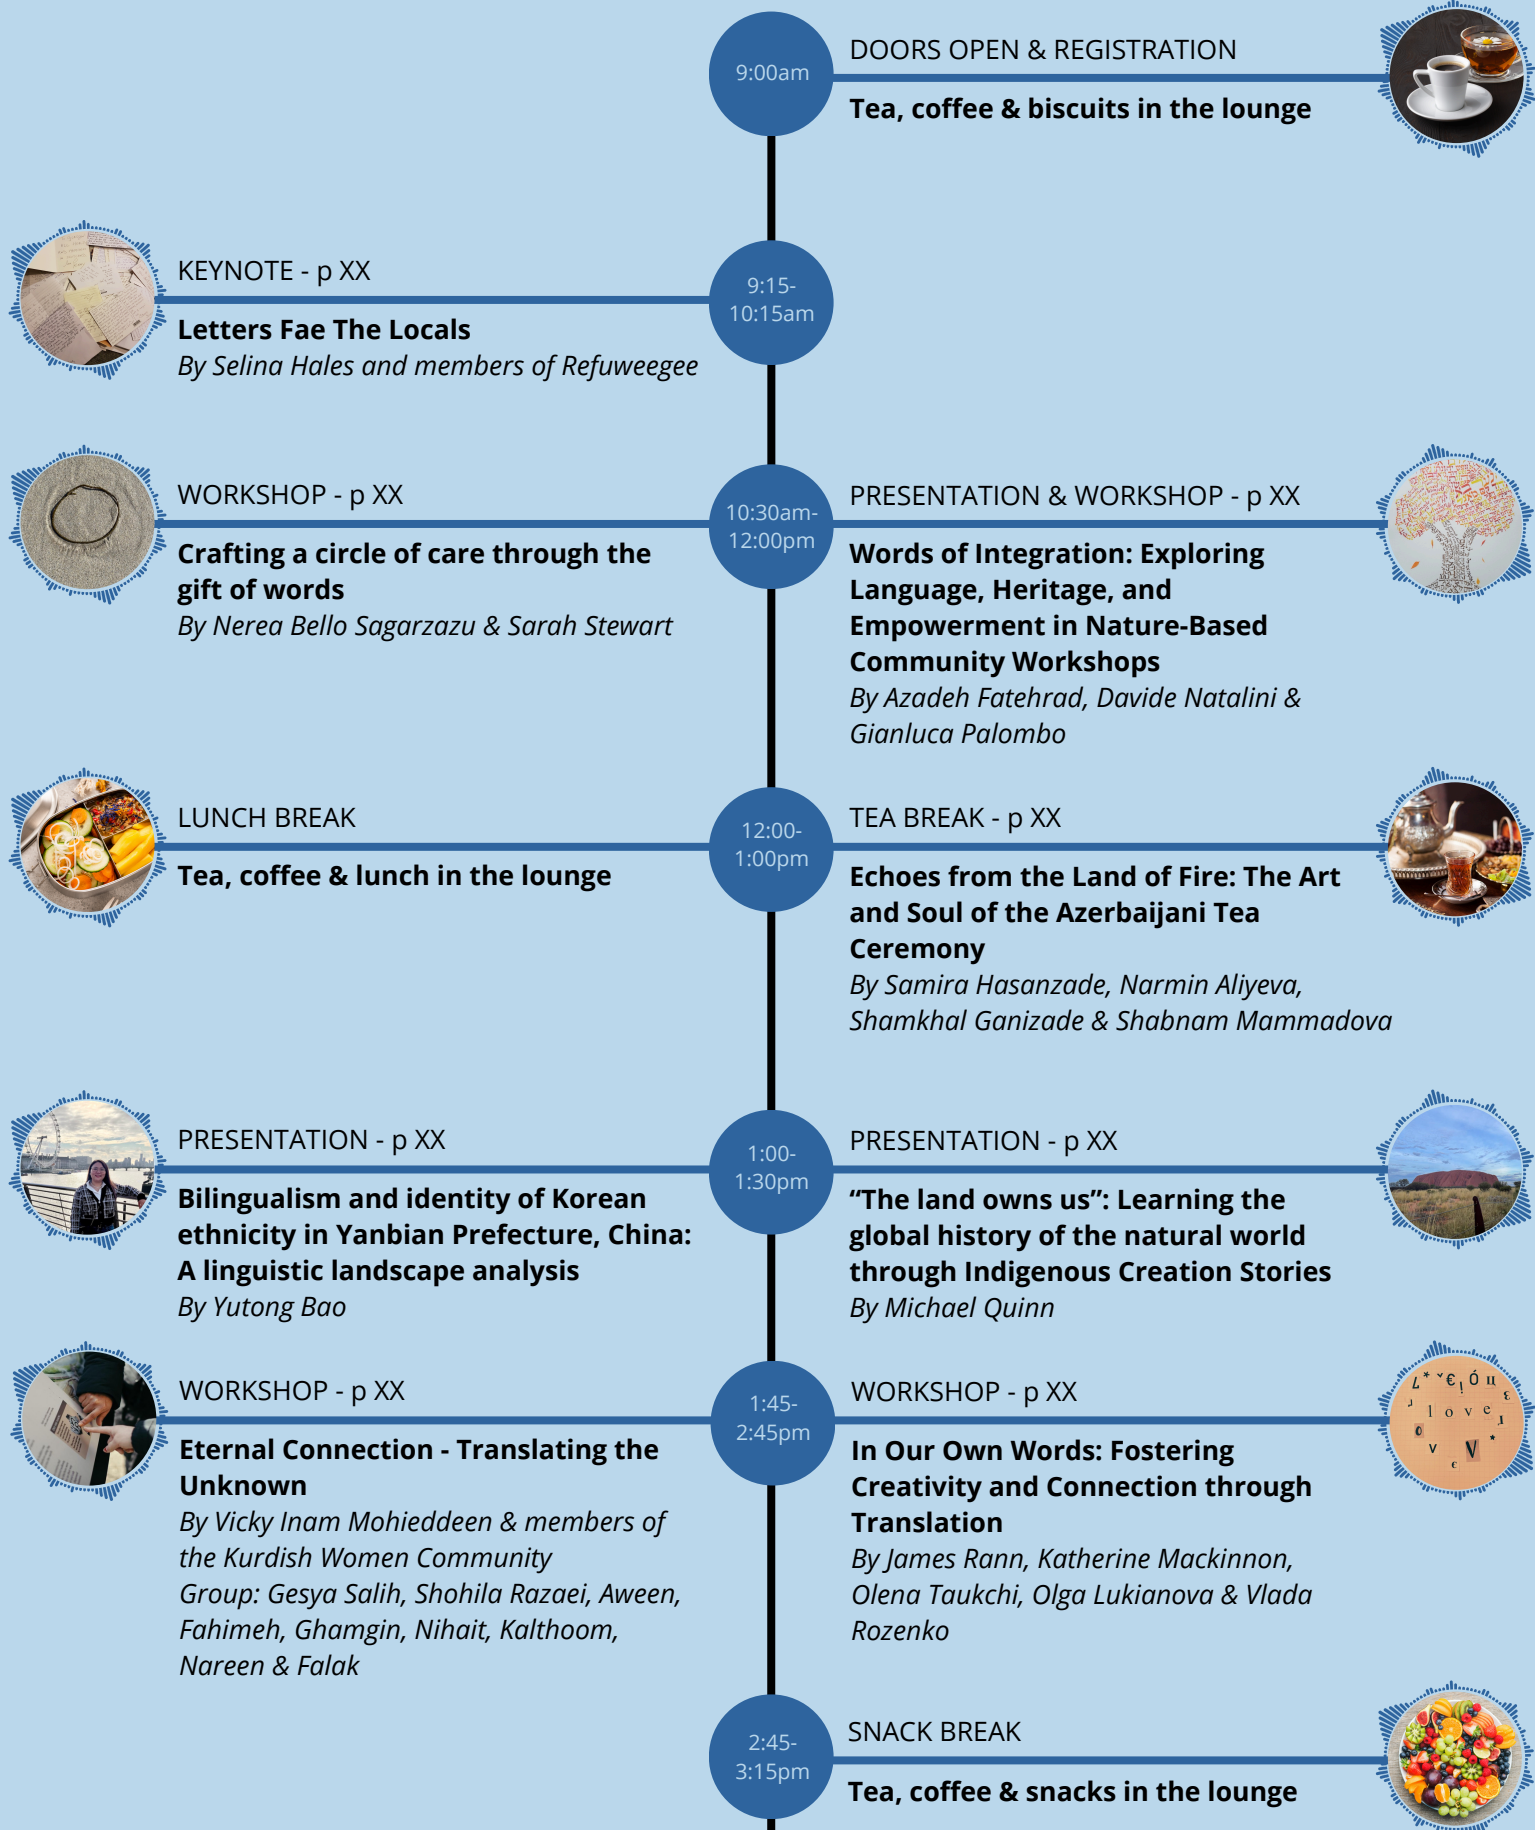 9:00am
DOORS OPEN & REGISTRATION
Tea, coffee & biscuits in the lounge
9:15-
10:15am
KEYNOTE - p XX
Letters Fae The Locals
By Selina Hales and members of Refuweegee
10:30am-
12:00pm
WORKSHOP - p XX
Crafting a circle of care through the
gift of words
By Nerea Bello Sagarzazu & Sarah Stewart
PRESENTATION & WORKSHOP - p XX
Words of Integration: Exploring
Language, Heritage, and
Empowerment in Nature-Based
Community Workshops
By Azadeh Fatehrad, Davide Natalini &
Gianluca Palombo
12:00-
1:00pm
LUNCH BREAK
Tea, coffee & lunch in the lounge
TEA BREAK - p XX
Echoes from the Land of Fire: The Art
and Soul of the Azerbaijani Tea
Ceremony
By Samira Hasanzade, Narmin Aliyeva,
Shamkhal Ganizade & Shabnam Mammadova
1:00-
1:30pm
PRESENTATION - p XX
Bilingualism and identity of Korean
ethnicity in Yanbian Prefecture, China:
A linguistic landscape analysis
By Yutong Bao
PRESENTATION - p XX
“The land owns us”: Learning the
global history of the natural world
through Indigenous Creation Stories
By Michael Quinn
1:45-
2:45pm
WORKSHOP - p XX
Eternal Connection - Translating the
Unknown
By Vicky Inam Mohieddeen & members of
the Kurdish Women Community
Group: Gesya Salih, Shohila Razaei, Aween,
Fahimeh, Ghamgin, Nihait, Kalthoom,
Nareen & Falak
WORKSHOP - p XX
In Our Own Words: Fostering
Creativity and Connection through
Translation
By James Rann, Katherine Mackinnon,
Olena Taukchi, Olga Lukianova & Vlada
Rozenko
love
2:45-
3:15pm
SNACK BREAK
Tea, coffee & snacks in the lounge